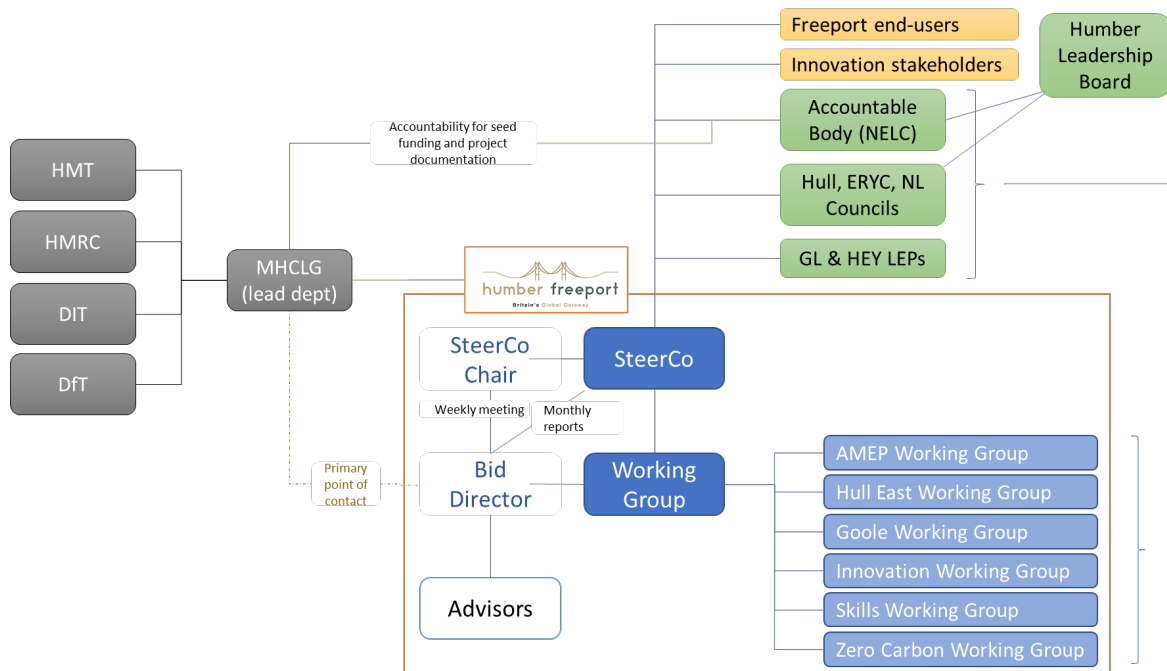 Freeport end-users
Innovation stakeholders
Humber
Leadership
Board
Accountable
Body (NELC)
Accountability for seed
funding and project
documentation
HMT
HMRC
DIT
DfT
MHCLG
(lead dept)
Hull, ERYC, NL
Councils
GL & HEY LEPs
humber freeport
Britain's Global Gateway
SteerCo
Chair
SteerCo
Weekly meeting
Monthly
reports
Primary
point of
contact
Bid
Director
Working
Group
Advisors
AMEP Working Group
Hull East Working Group
Goole Working Group
Innovation Working Group
Skills Working Group
Zero Carbon Working Group